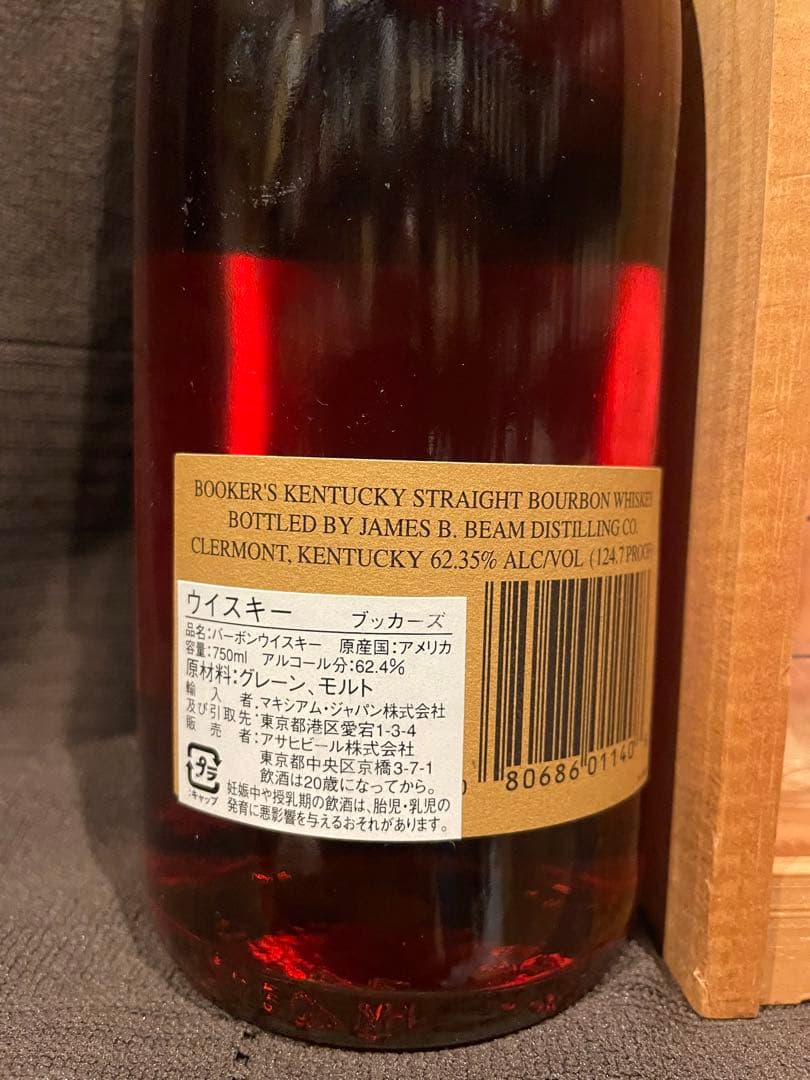 BOOKER'S KENTUCKY STRAIGHT BOURBON WHISKEY
BOTTLED BY JAMES B. BEAM DISTILLING CO.
CLERMONT, KENTUCKY 62.35% ALC/VOL (124.7 PROOF)
ウイスキー ブッカーズ
品名:バーボンウイスキー 原産国:アメリカ
容量:750ml アルコール分:62.4%
原材料:グレーン、モルト
輸入者:マキシアム・ジャパン株式会社
及び引取先:東京都港区愛宕1-3-4
販売者:アサヒビール株式会社
東京都中央区京橋3-7-1
飲酒は20歳になってから。
タラ
:キャップ
妊娠中や授乳期の飲酒は、胎児・乳児の
発育に悪影響を与えるおそれがあります。
80686 01140